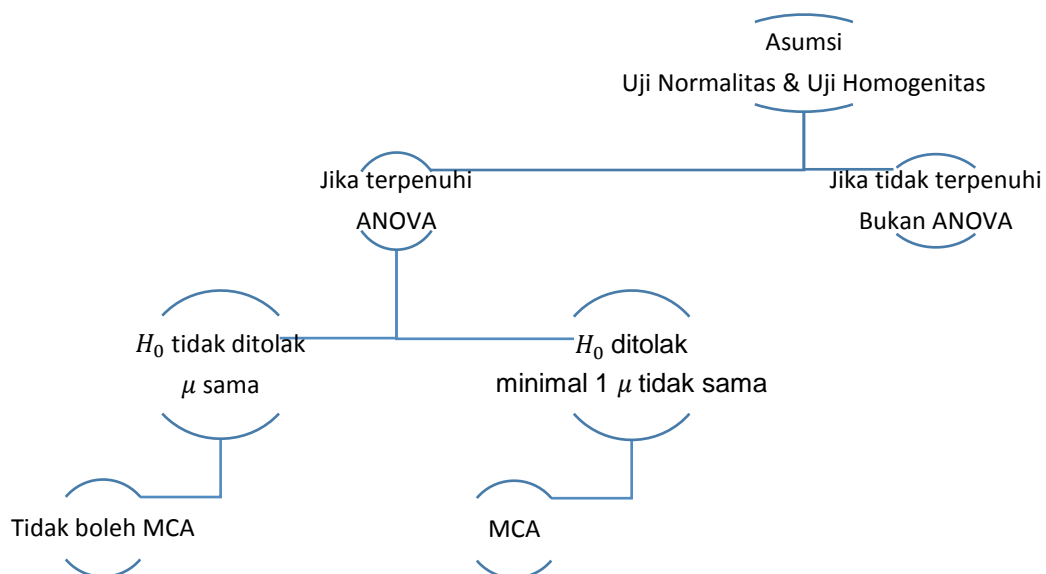 Asumsi
Uji Normalitas & Uji Homogenitas
Jika terpenuhi
ANOVA
Jika tidak terpenuhi
Bukan ANOVA
H₀ tidak ditolak
μ sama
H₀ ditolak
minimal 1 μ tidak sama
Tidak boleh MCA
MCA